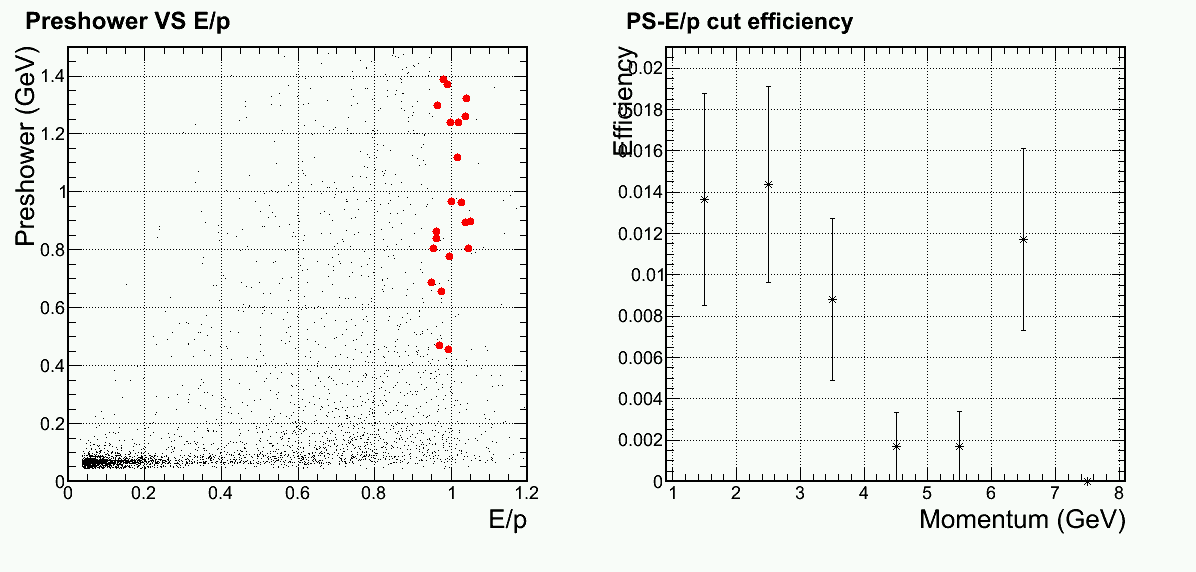 Preshower VS E/p
Preshower (GeV)
1.4
1.2
1
0.8
0.6
0.4
0.2
0
0 0.2 0.4 0.6 0.8 1 1.2
E/p
PS-E/p cut efficiency
Efficiency
0.02
0.018
0.016
0.014
0.012
0.01
0.008
0.006
0.004
0.002
0
1 2 3 4 5 6 7 8
Momentum (GeV)